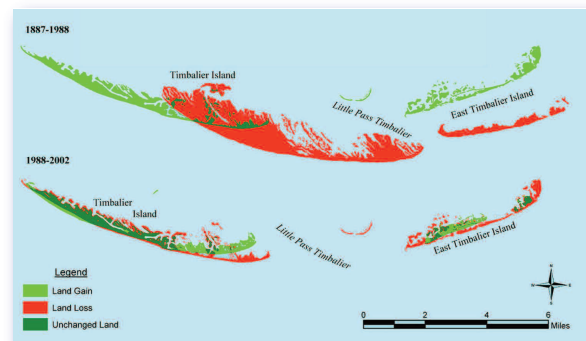 1887-1988
Timbalier Island
Little Pass Timbalier
East Timbalier Island
1988-2002
Timbalier
Island
Little Pass Timbalier
East Timbalier Island
Legend
Land Gain
Land Loss
Unchanged Land
N
W
E
S
0 2 4 6
Miles